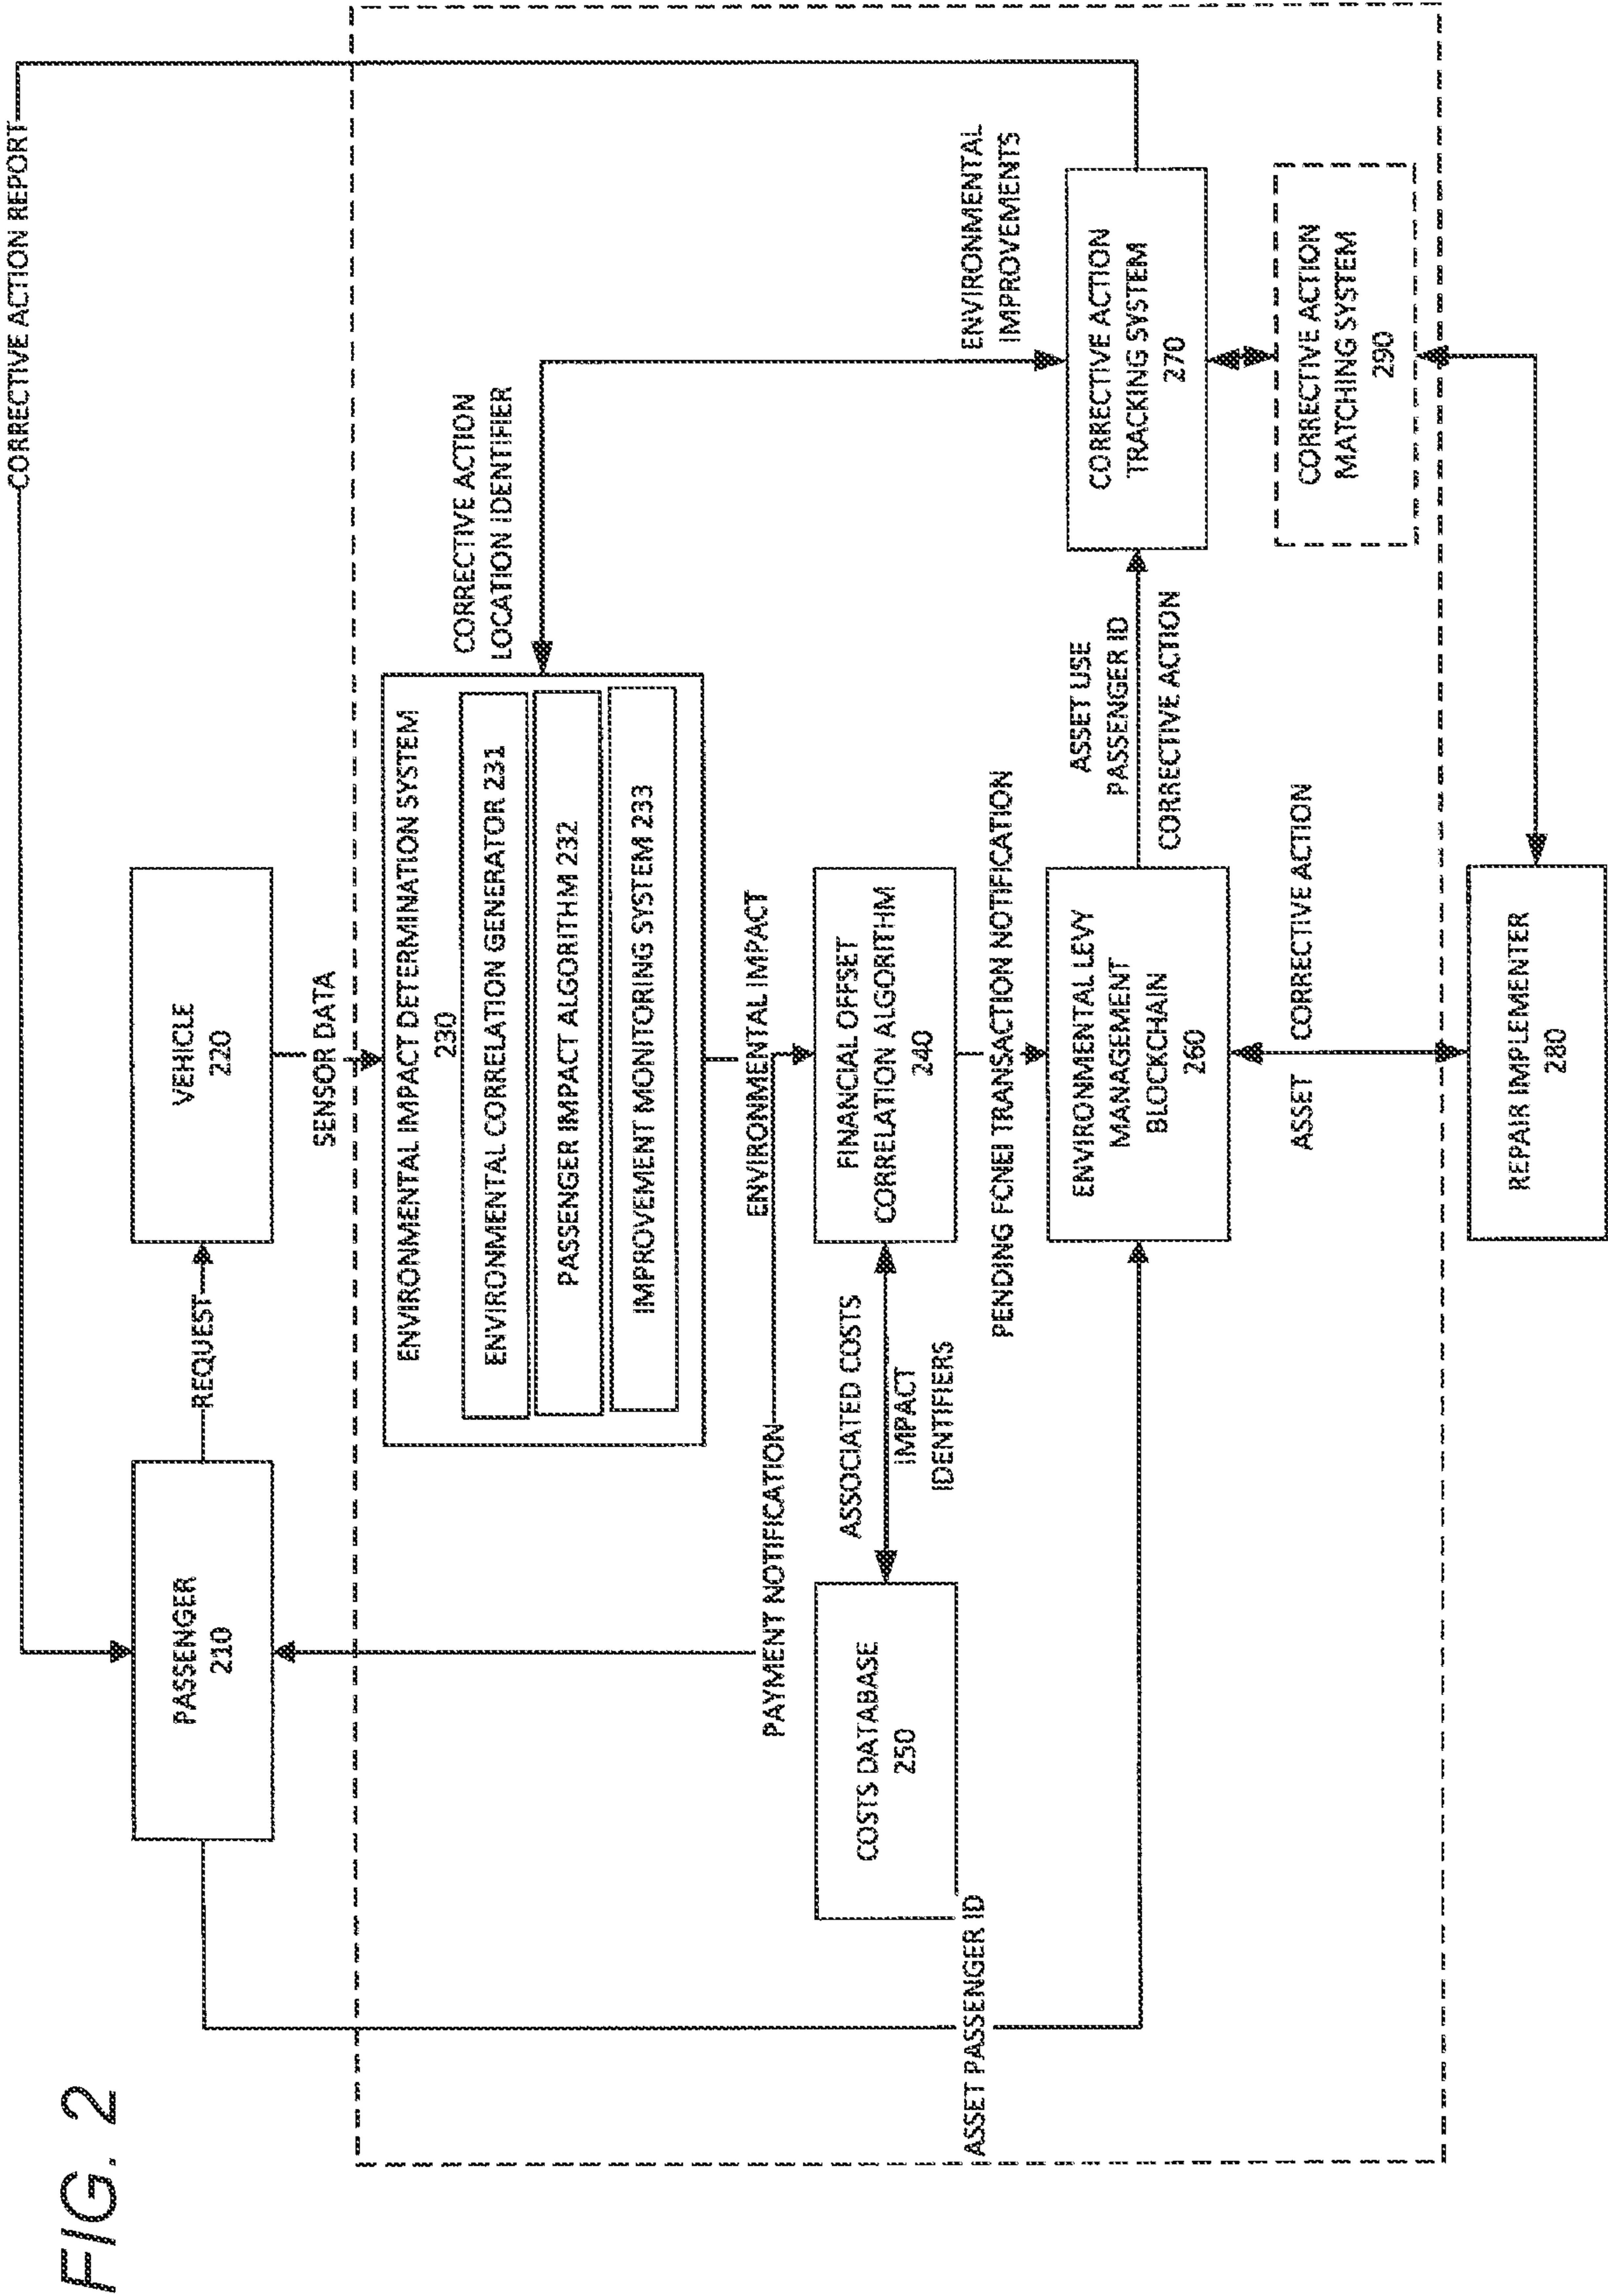 FIG. 2
CORRECTIVE ACTION REPORT
PASSENGER
210
REQUEST
VEHICLE
220
SENSOR DATA
ENVIRONMENTAL IMPACT DETERMINATION SYSTEM
230
ENVIRONMENTAL CORRELATION GENERATOR 231
PASSENGER IMPACT ALGORITHM 232
IMPROVEMENT MONITORING SYSTEM 233
CORRECTIVE ACTION
LOCATION IDENTIFIER
ENVIRONMENTAL IMPACT
PAYMENT NOTIFICATION
COSTS DATABASE
250
ASSOCIATED COSTS
IMPACT
IDENTIFIERS
FINANCIAL OFFSET
CORRELATION ALGORITHM
240
ENVIRONMENTAL
IMPROVEMENTS
ASSET PASSENGER ID
PENDING FCNEI TRANSACTION NOTIFICATION
ENVIRONMENTAL LEVY
MANAGEMENT
BLOCKCHAIN
260
ASSET USE
PASSENGER ID
CORRECTIVE ACTION
CORRECTIVE ACTION
TRACKING SYSTEM
270
CORRECTIVE ACTION
MATCHING SYSTEM
290
ASSET CORRECTIVE ACTION
REPAIR IMPLEMENTER
280